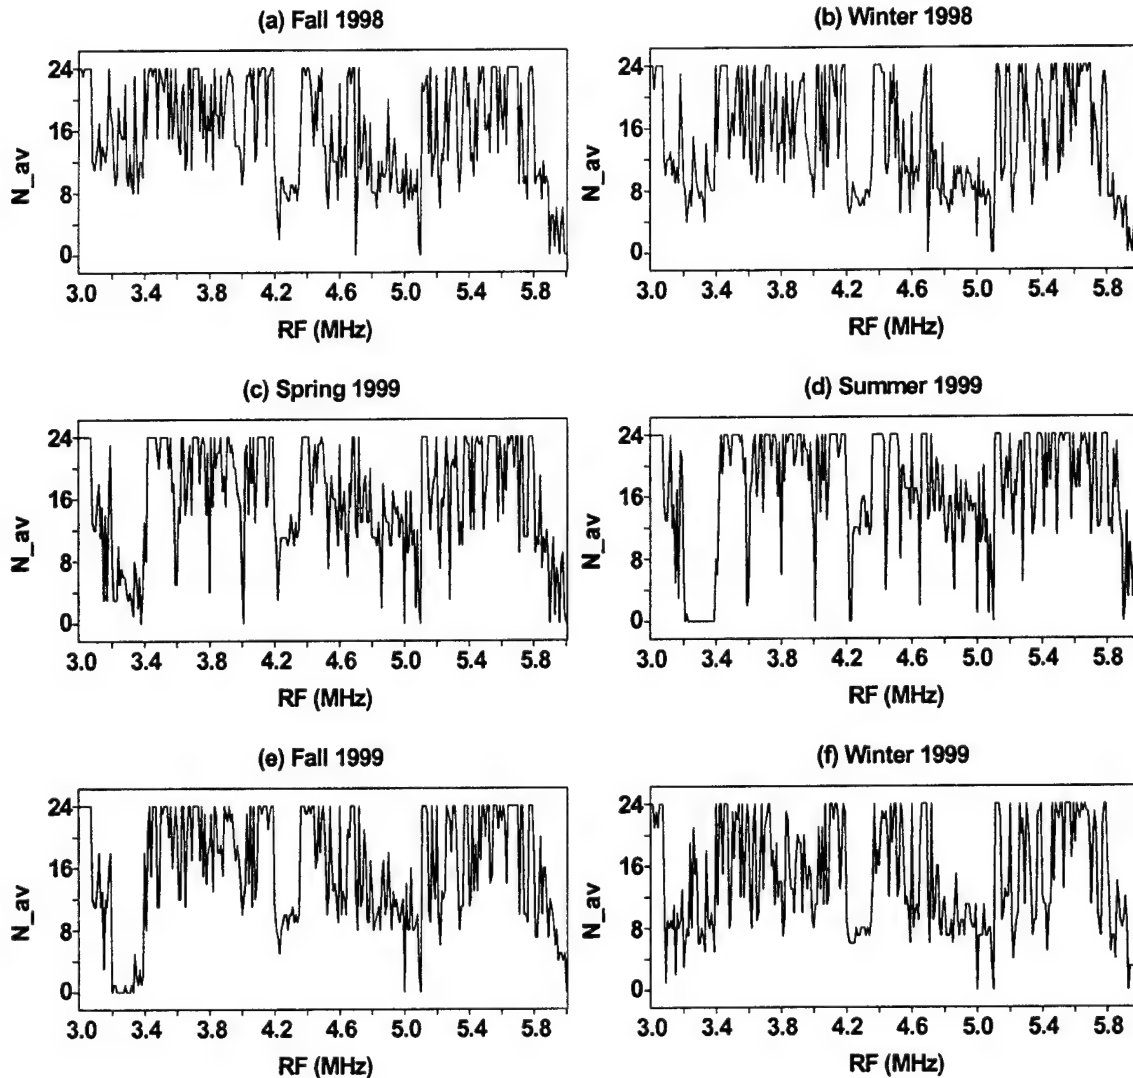 (a) Fall 1998
24
16
8
0
N_av
3.0 3.4 3.8 4.2 4.6 5.0 5.4 5.8
RF (MHz)
(b) Winter 1998
24
16
8
0
N_av
3.0 3.4 3.8 4.2 4.6 5.0 5.4 5.8
RF (MHz)
(c) Spring 1999
24
16
8
0
N_av
3.0 3.4 3.8 4.2 4.6 5.0 5.4 5.8
RF (MHz)
(d) Summer 1999
24
16
8
0
N_av
3.0 3.4 3.8 4.2 4.6 5.0 5.4 5.8
RF (MHz)
(e) Fall 1999
24
16
8
0
N_av
3.0 3.4 3.8 4.2 4.6 5.0 5.4 5.8
RF (MHz)
(f) Winter 1999
24
16
8
0
N_av
3.0 3.4 3.8 4.2 4.6 5.0 5.4 5.8
RF (MHz)